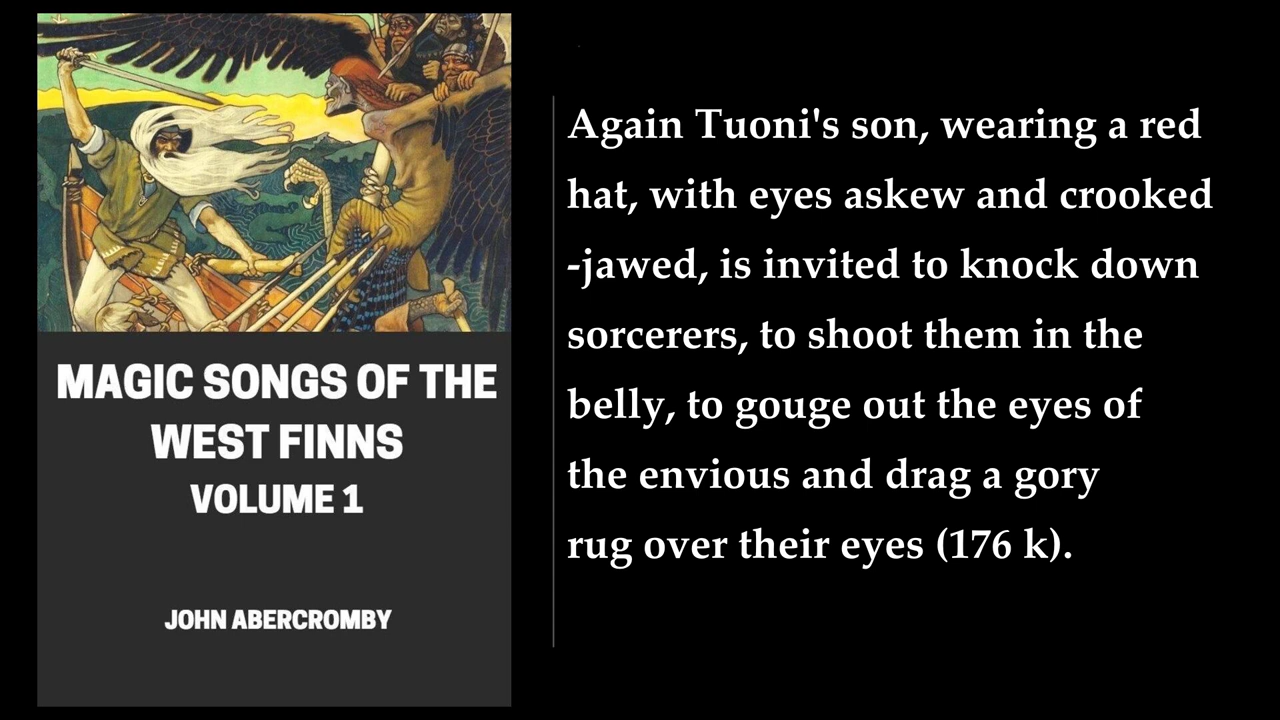 MAGIC SONGS OF THE
WEST FINNS
VOLUME 1
JOHN ABERCROMBY
Again Tuoni's son, wearing a red
hat, with eyes askew and crooked
-jawed, is invited to knock down
sorcerers, to shoot them in the
belly, to gouge out the eyes of
the envious and drag a gory
rug over their eyes (176 k).